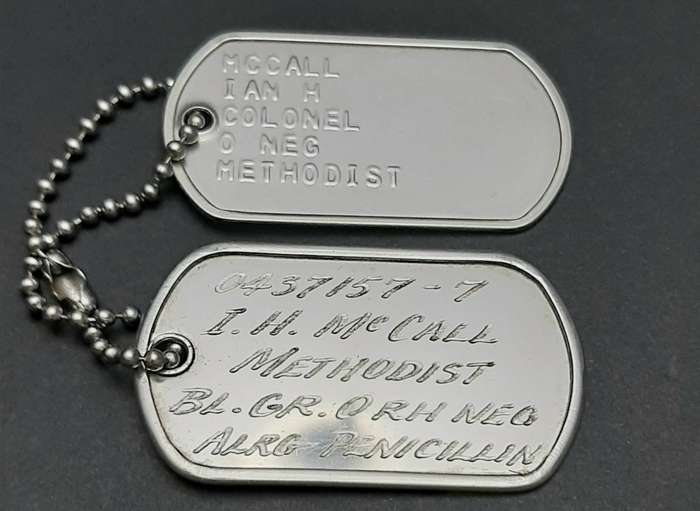 MCCALL
IAN H
COLONEL
O NEG
METHODIST
0437157-7
I. H. McCALL
METHODIST
BL. GR. O RH NEG
ALRG PENICILLIN